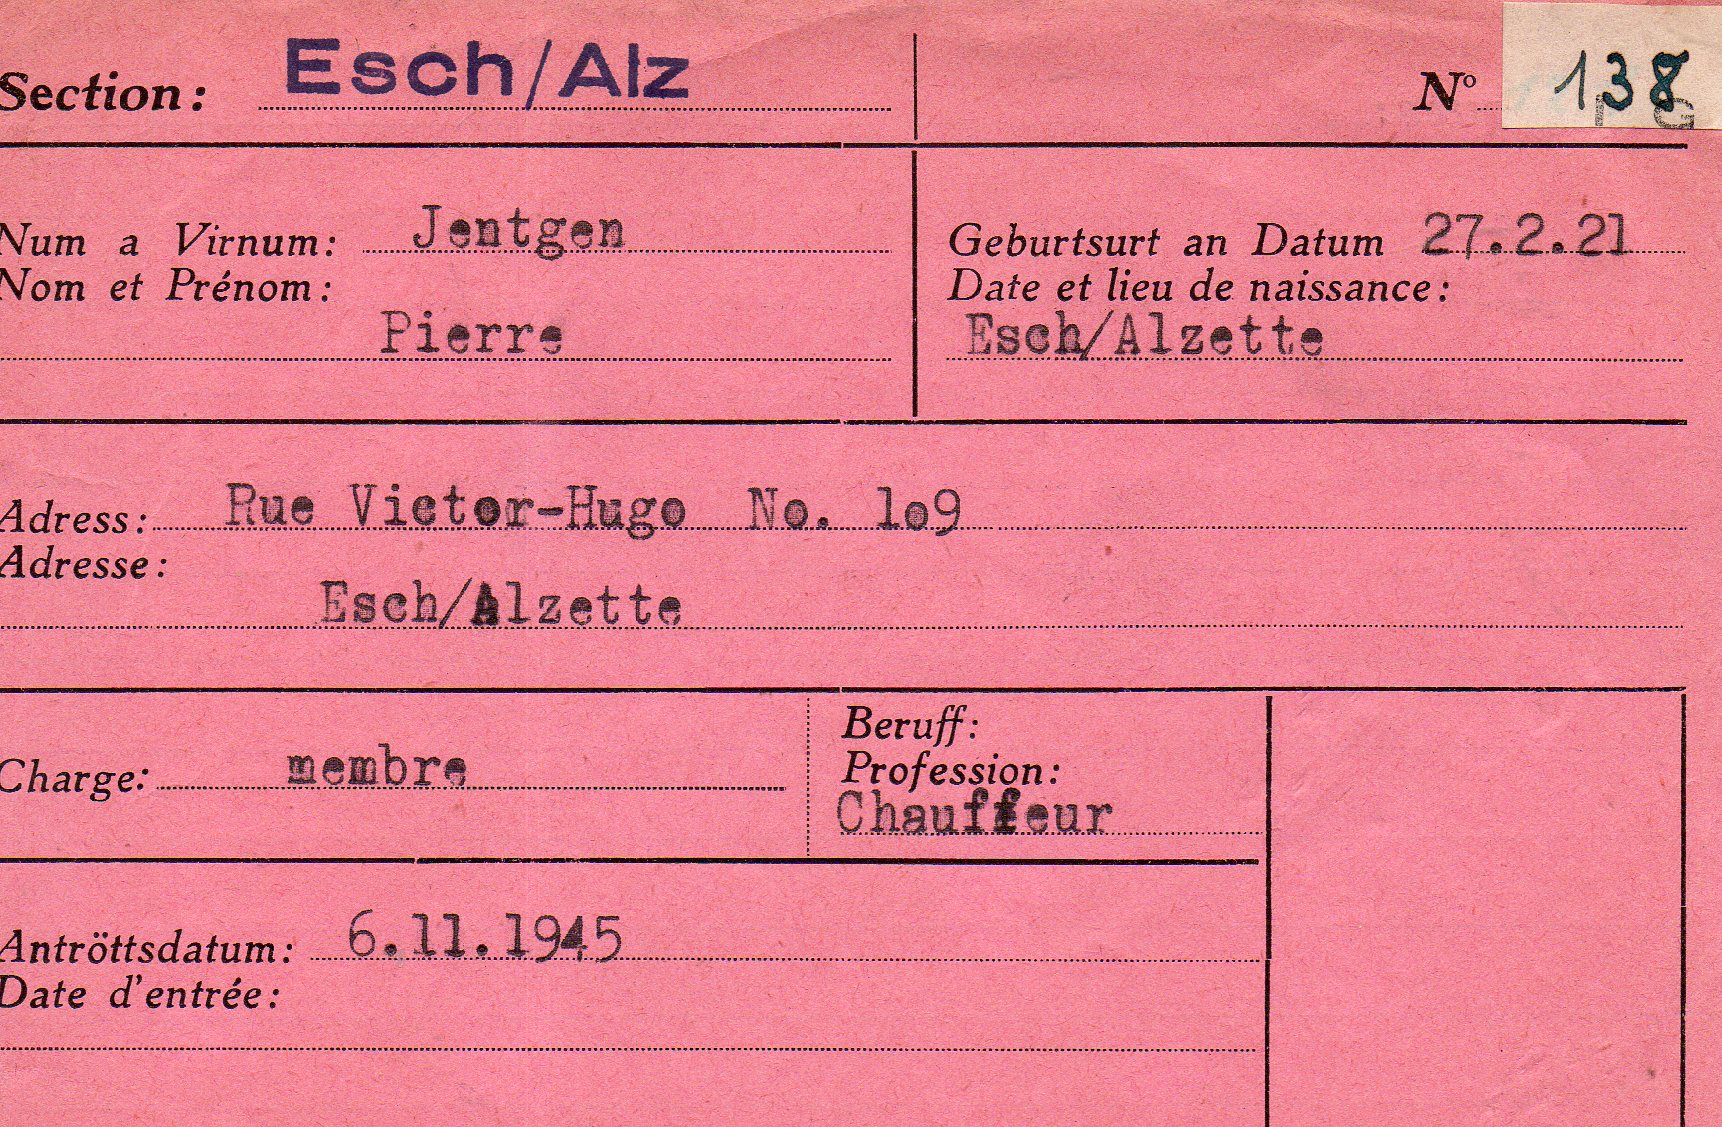 Section: Esch/Alz Nº 138
Num a Virnum: Jentgen
Nom et Prénom:
Pierre
Geburtsurt an Datum 27.2.21
Date et lieu de naissance:
Esch/Alzette
Adress: Rue Victor-Hugo No. lo9
Adresse:
Esch/Alzette
Charge: membre
Beruff:
Profession:
Chauffeur
Antröttsdatum: 6.11.1945
Date d'entrée: